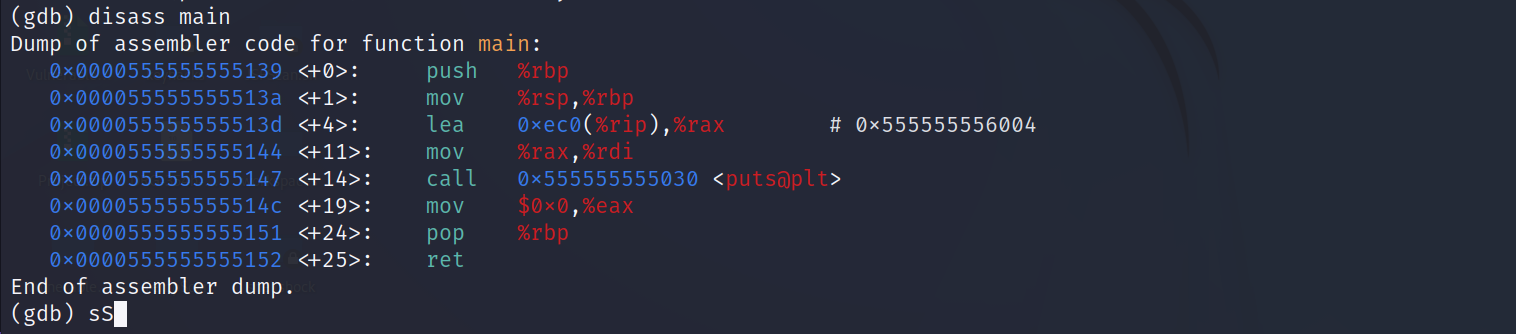 (gdb) disass main
Dump of assembler code for function main:
   0×0000555555555139 <+0>:     push   %rbp
   0×000055555555513a <+1>:     mov    %rsp,%rbp
   0×000055555555513d <+4>:     lea    0×ec0(%rip),%rax        # 0×555555556004
   0×0000555555555144 <+11>:    mov    %rax,%rdi
   0×0000555555555147 <+14>:    call   0×555555555030 <puts@plt>
   0×000055555555514c <+19>:    mov    $0×0,%eax
   0×0000555555555151 <+24>:    pop    %rbp
   0×0000555555555152 <+25>:    ret
End of assembler dump.
(gdb) sS